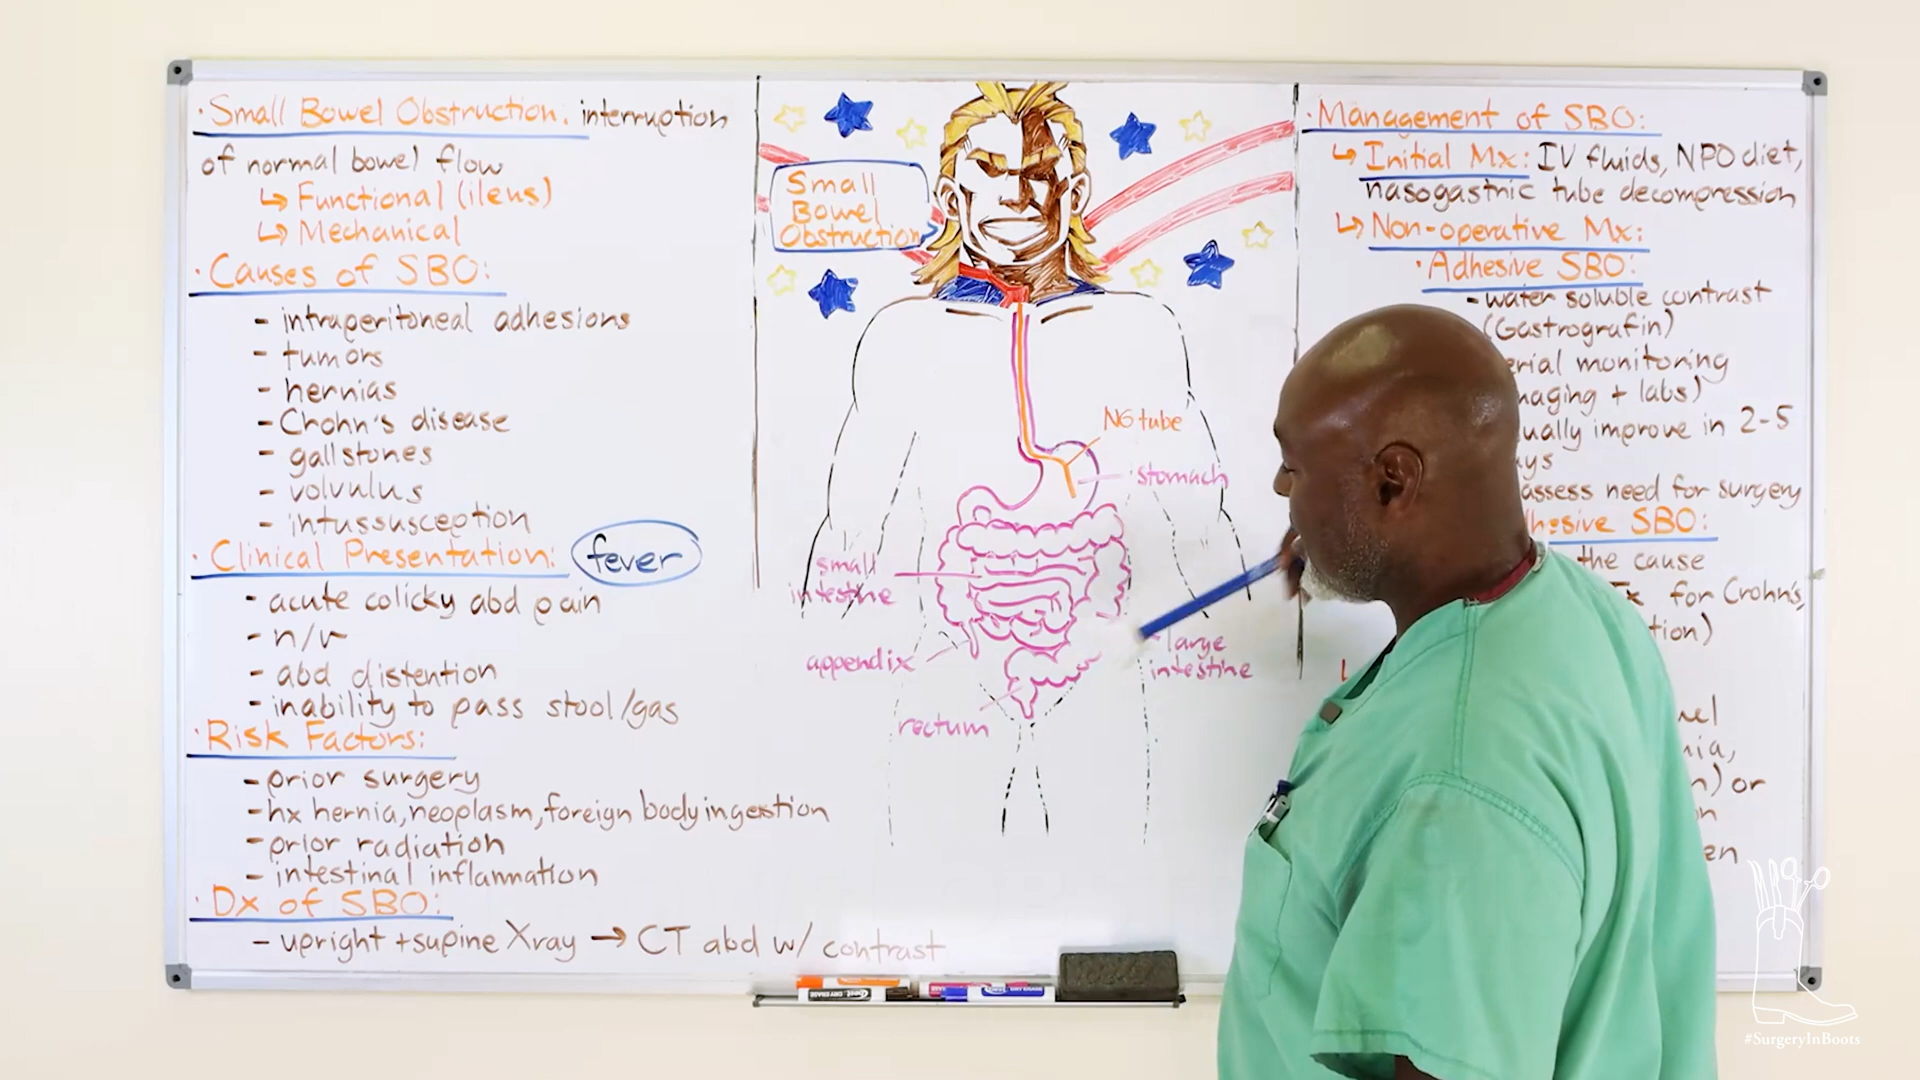 · Small Bowel Obstruction: interruption
of normal bowel flow
↳ Functional (ileus)
↳ Mechanical
· Causes of SBO:
- intraperitoneal adhesions
- tumors
- hernias
- Chohn's disease
- gallstones
- volvulus
- intussusception
· Clinical Presentation: fever
- acute colicky abd pain
- n/v
- abd distention
- inability to pass stool/gas
· Risk Factors:
- prior surgery
- hx hernia, neoplasm, foreign body ingestion
- prior radiation
- intestinal inflammation
· Dx of SBO:
- upright + supine Xray → CT abd w/ contrast
Small
Bowel
Obstruction
NG tube
stomach
small
intestine
appendix
large
intestine
rectum
· Management of SBO:
↳ Initial Mx: IV fluids, NPO diet,
nasogastric tube decompression
↳ Non-operative Mx:
· Adhesive SBO:
- water soluble contrast
(Gastrografin)
monitoring
+ labs)
improve in 2-5
assess need for surgery
SBO:
the cause
for Crohn's,
or
#SurgeryInBoots